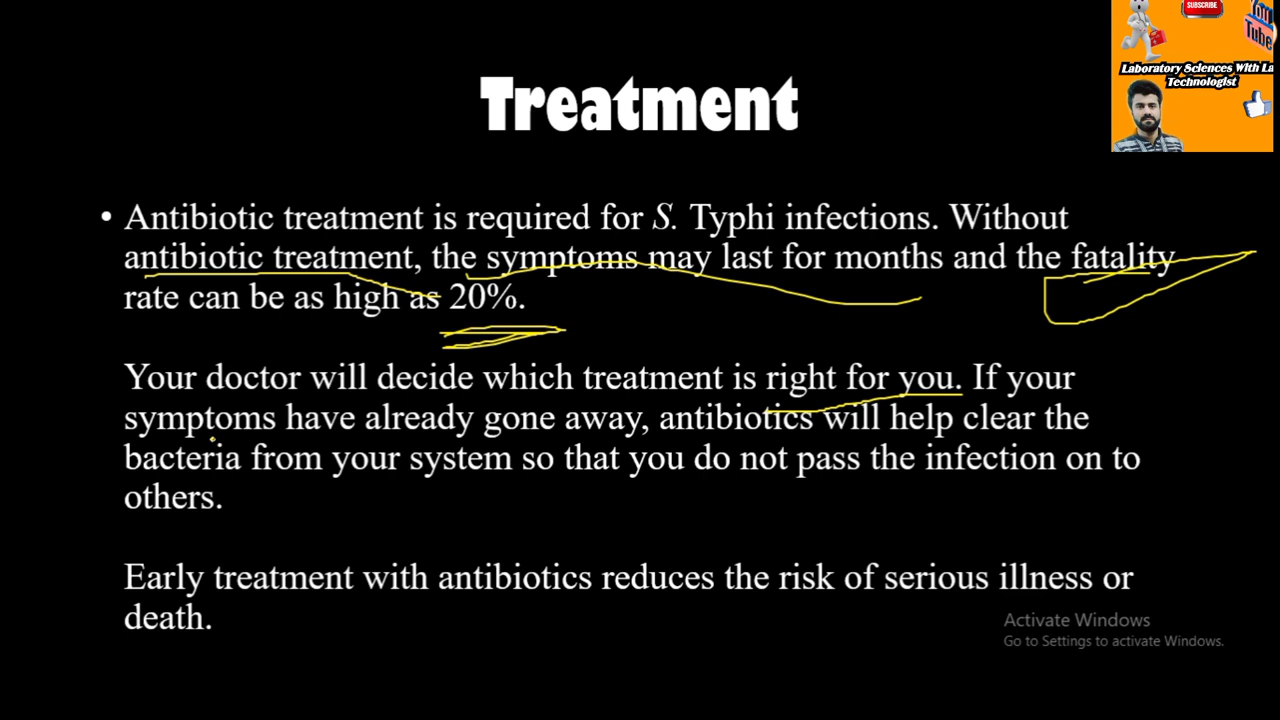 SUBSCRIBE
You
Tube
Laboratory Sciences With La
Technologist
Treatment
• Antibiotic treatment is required for S. Typhi infections. Without
antibiotic treatment, the symptoms may last for months and the fatality
rate can be as high as 20%.
Your doctor will decide which treatment is right for you. If your
symptoms have already gone away, antibiotics will help clear the
bacteria from your system so that you do not pass the infection on to
others.
Early treatment with antibiotics reduces the risk of serious illness or
death.
Activate Windows
Go to Settings to activate Windows.